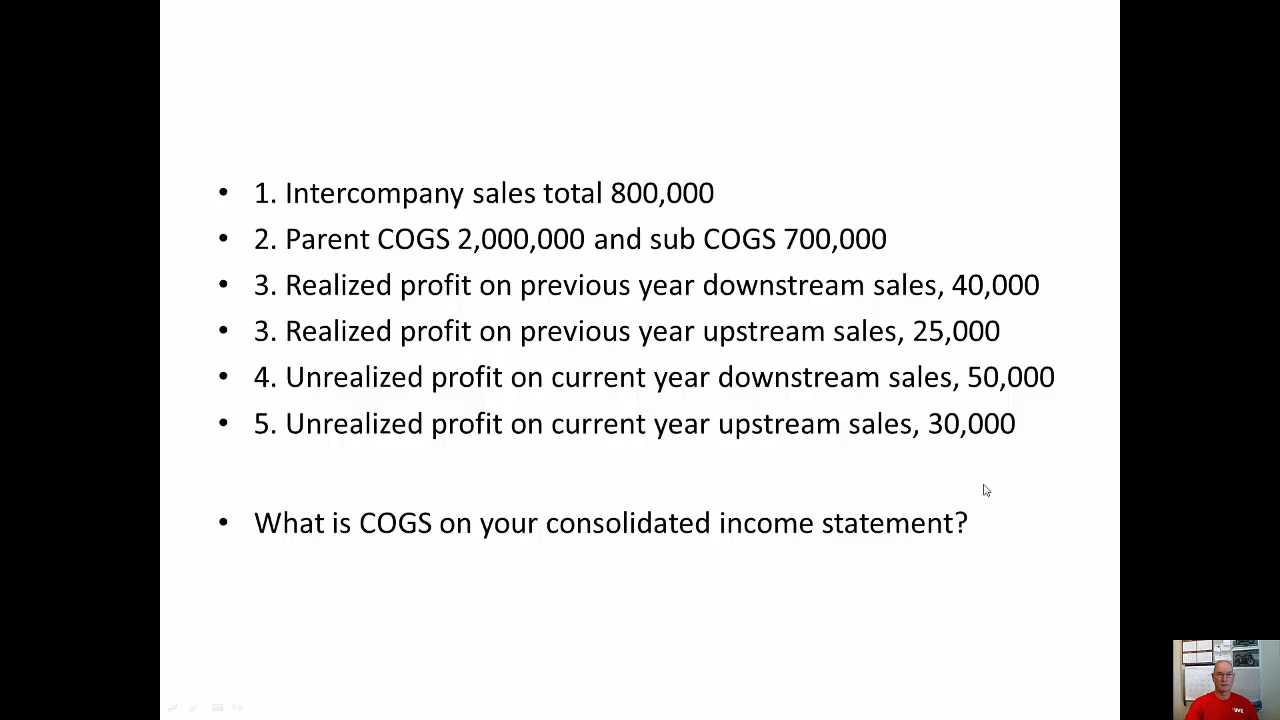 • 1. Intercompany sales total 800,000
• 2. Parent COGS 2,000,000 and sub COGS 700,000
• 3. Realized profit on previous year downstream sales, 40,000
• 3. Realized profit on previous year upstream sales, 25,000
• 4. Unrealized profit on current year downstream sales, 50,000
• 5. Unrealized profit on current year upstream sales, 30,000
• What is COGS on your consolidated income statement?